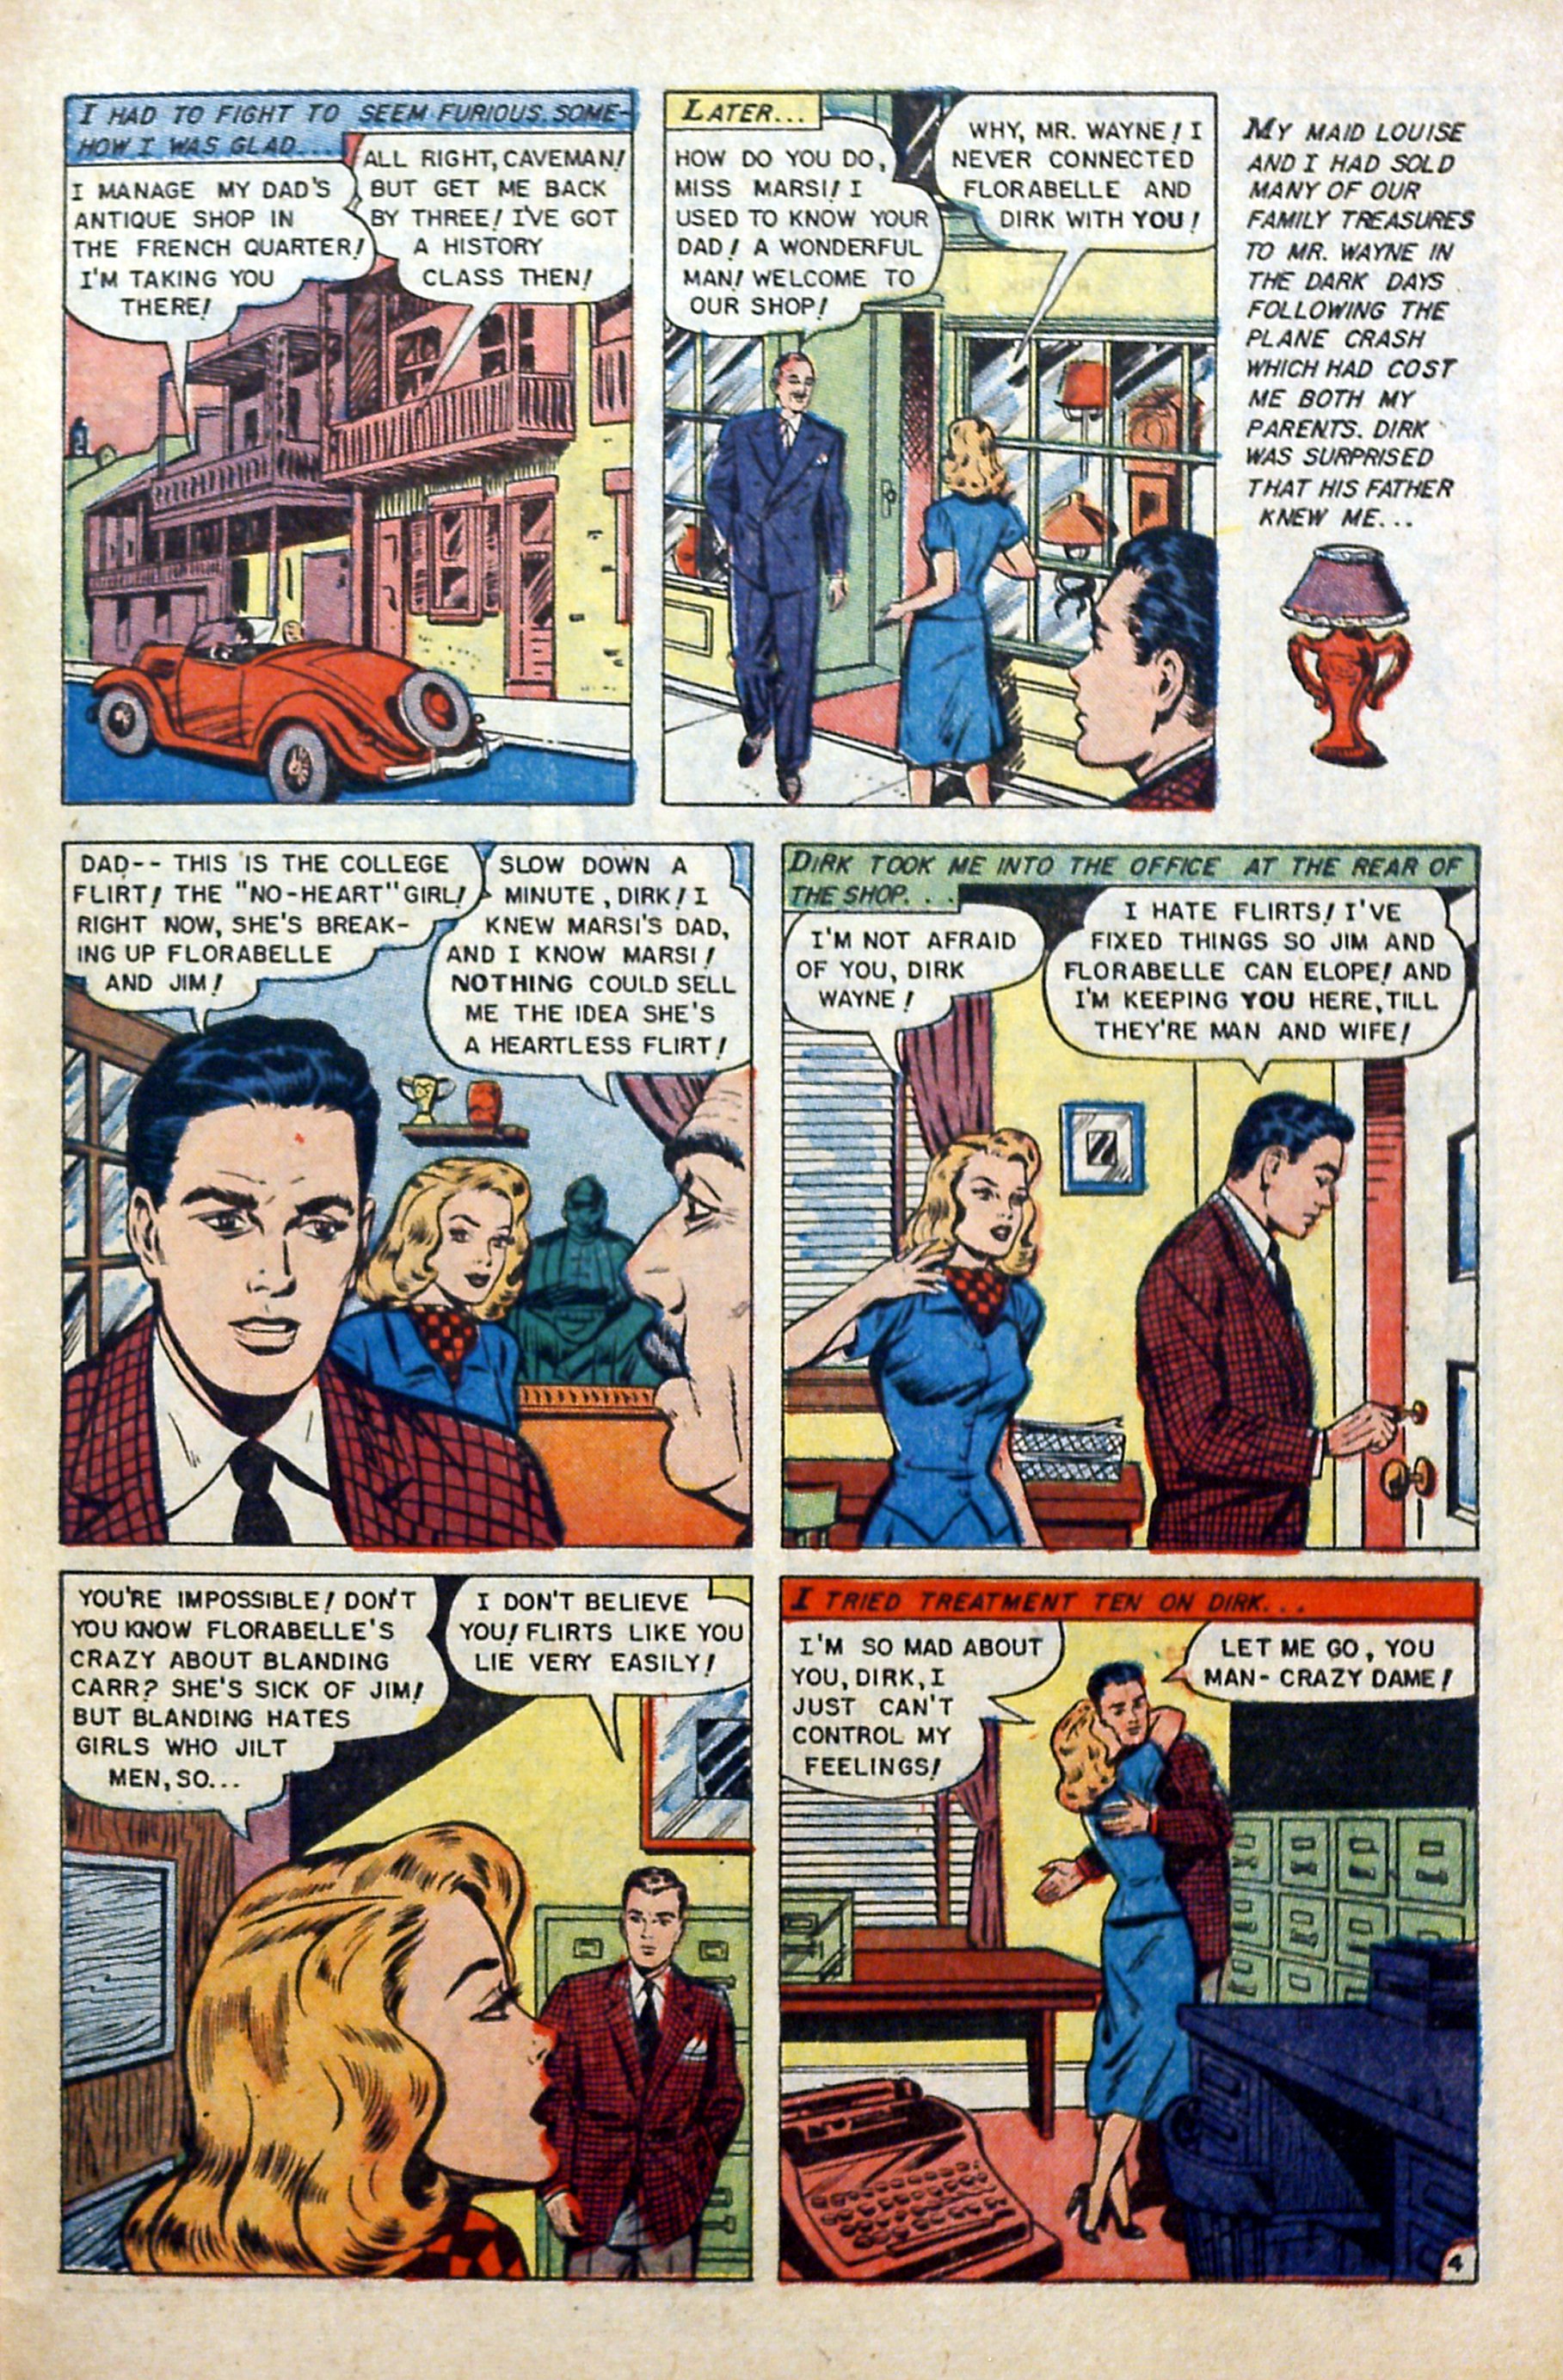 I HAD TO FIGHT TO SEEM FURIOUS. SOME-
HOW I WAS GLAD...
I MANAGE MY DAD'S
ANTIQUE SHOP IN
THE FRENCH QUARTER!
I'M TAKING YOU
THERE!
ALL RIGHT, CAVEMAN!
BUT GET ME BACK
BY THREE! I'VE GOT
A HISTORY
CLASS THEN!
LATER...
HOW DO YOU DO,
MISS MARSI! I
USED TO KNOW YOUR
DAD! A WONDERFUL
MAN! WELCOME TO
OUR SHOP!
WHY, MR. WAYNE! I
NEVER CONNECTED
FLORABELLE AND
DIRK WITH YOU!
MY MAID LOUISE
AND I HAD SOLD
MANY OF OUR
FAMILY TREASURES
TO MR. WAYNE IN
THE DARK DAYS
FOLLOWING THE
PLANE CRASH
WHICH HAD COST
ME BOTH MY
PARENTS. DIRK
WAS SURPRISED
THAT HIS FATHER
KNEW ME...
DAD-- THIS IS THE COLLEGE
FLIRT! THE "NO-HEART" GIRL!
RIGHT NOW, SHE'S BREAK-
ING UP FLORABELLE
AND JIM!
SLOW DOWN A
MINUTE, DIRK! I
KNEW MARSI'S DAD,
AND I KNOW MARSI!
NOTHING COULD SELL
ME THE IDEA SHE'S
A HEARTLESS FLIRT!
DIRK TOOK ME INTO THE OFFICE AT THE REAR OF
THE SHOP...
I'M NOT AFRAID
OF YOU, DIRK
WAYNE!
I HATE FLIRTS! I'VE
FIXED THINGS SO JIM AND
FLORABELLE CAN ELOPE! AND
I'M KEEPING YOU HERE, TILL
THEY'RE MAN AND WIFE!
YOU'RE IMPOSSIBLE! DON'T
YOU KNOW FLORABELLE'S
CRAZY ABOUT BLANDING
CARR? SHE'S SICK OF JIM!
BUT BLANDING HATES
GIRLS WHO JILT
MEN, SO...
I DON'T BELIEVE
YOU! FLIRTS LIKE YOU
LIE VERY EASILY!
I TRIED TREATMENT TEN ON DIRK...
I'M SO MAD ABOUT
YOU, DIRK, I
JUST CAN'T
CONTROL MY
FEELINGS!
LET ME GO, YOU
MAN-CRAZY DAME!
4